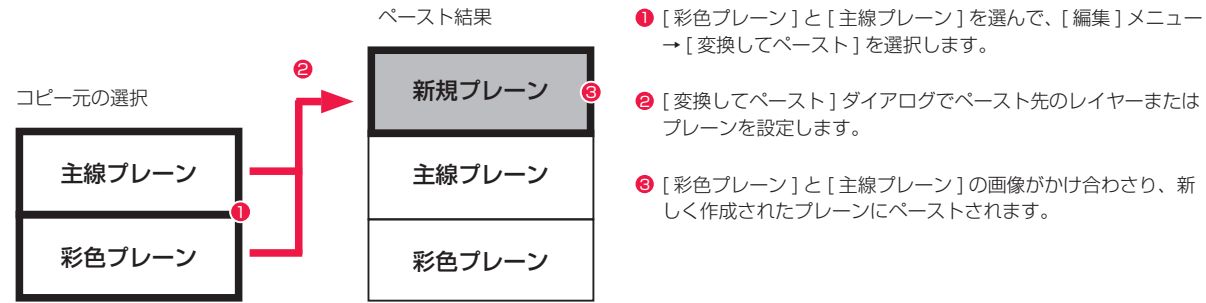 コピー元の選択
主線プレーン
彩色プレーン
❶
❷
ペースト結果
新規プレーン
❸
主線プレーン
彩色プレーン
❶ [ 彩色プレーン ] と [ 主線プレーン ] を選んで、[ 編集 ] メニュー
→ [ 変換してペースト ] を選択します。
❷ [ 変換してペースト ] ダイアログでペースト先のレイヤーまたは
プレーンを設定します。
❸ [ 彩色プレーン ] と [ 主線プレーン ] の画像がかけ合わさり、新
しく作成されたプレーンにペーストされます。